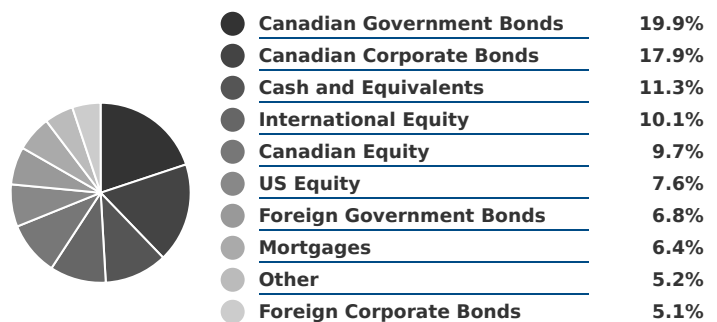 Canadian Government Bonds 19.9%
Canadian Corporate Bonds 17.9%
Cash and Equivalents 11.3%
International Equity 10.1%
Canadian Equity 9.7%
US Equity 7.6%
Foreign Government Bonds 6.8%
Mortgages 6.4%
Other 5.2%
Foreign Corporate Bonds 5.1%